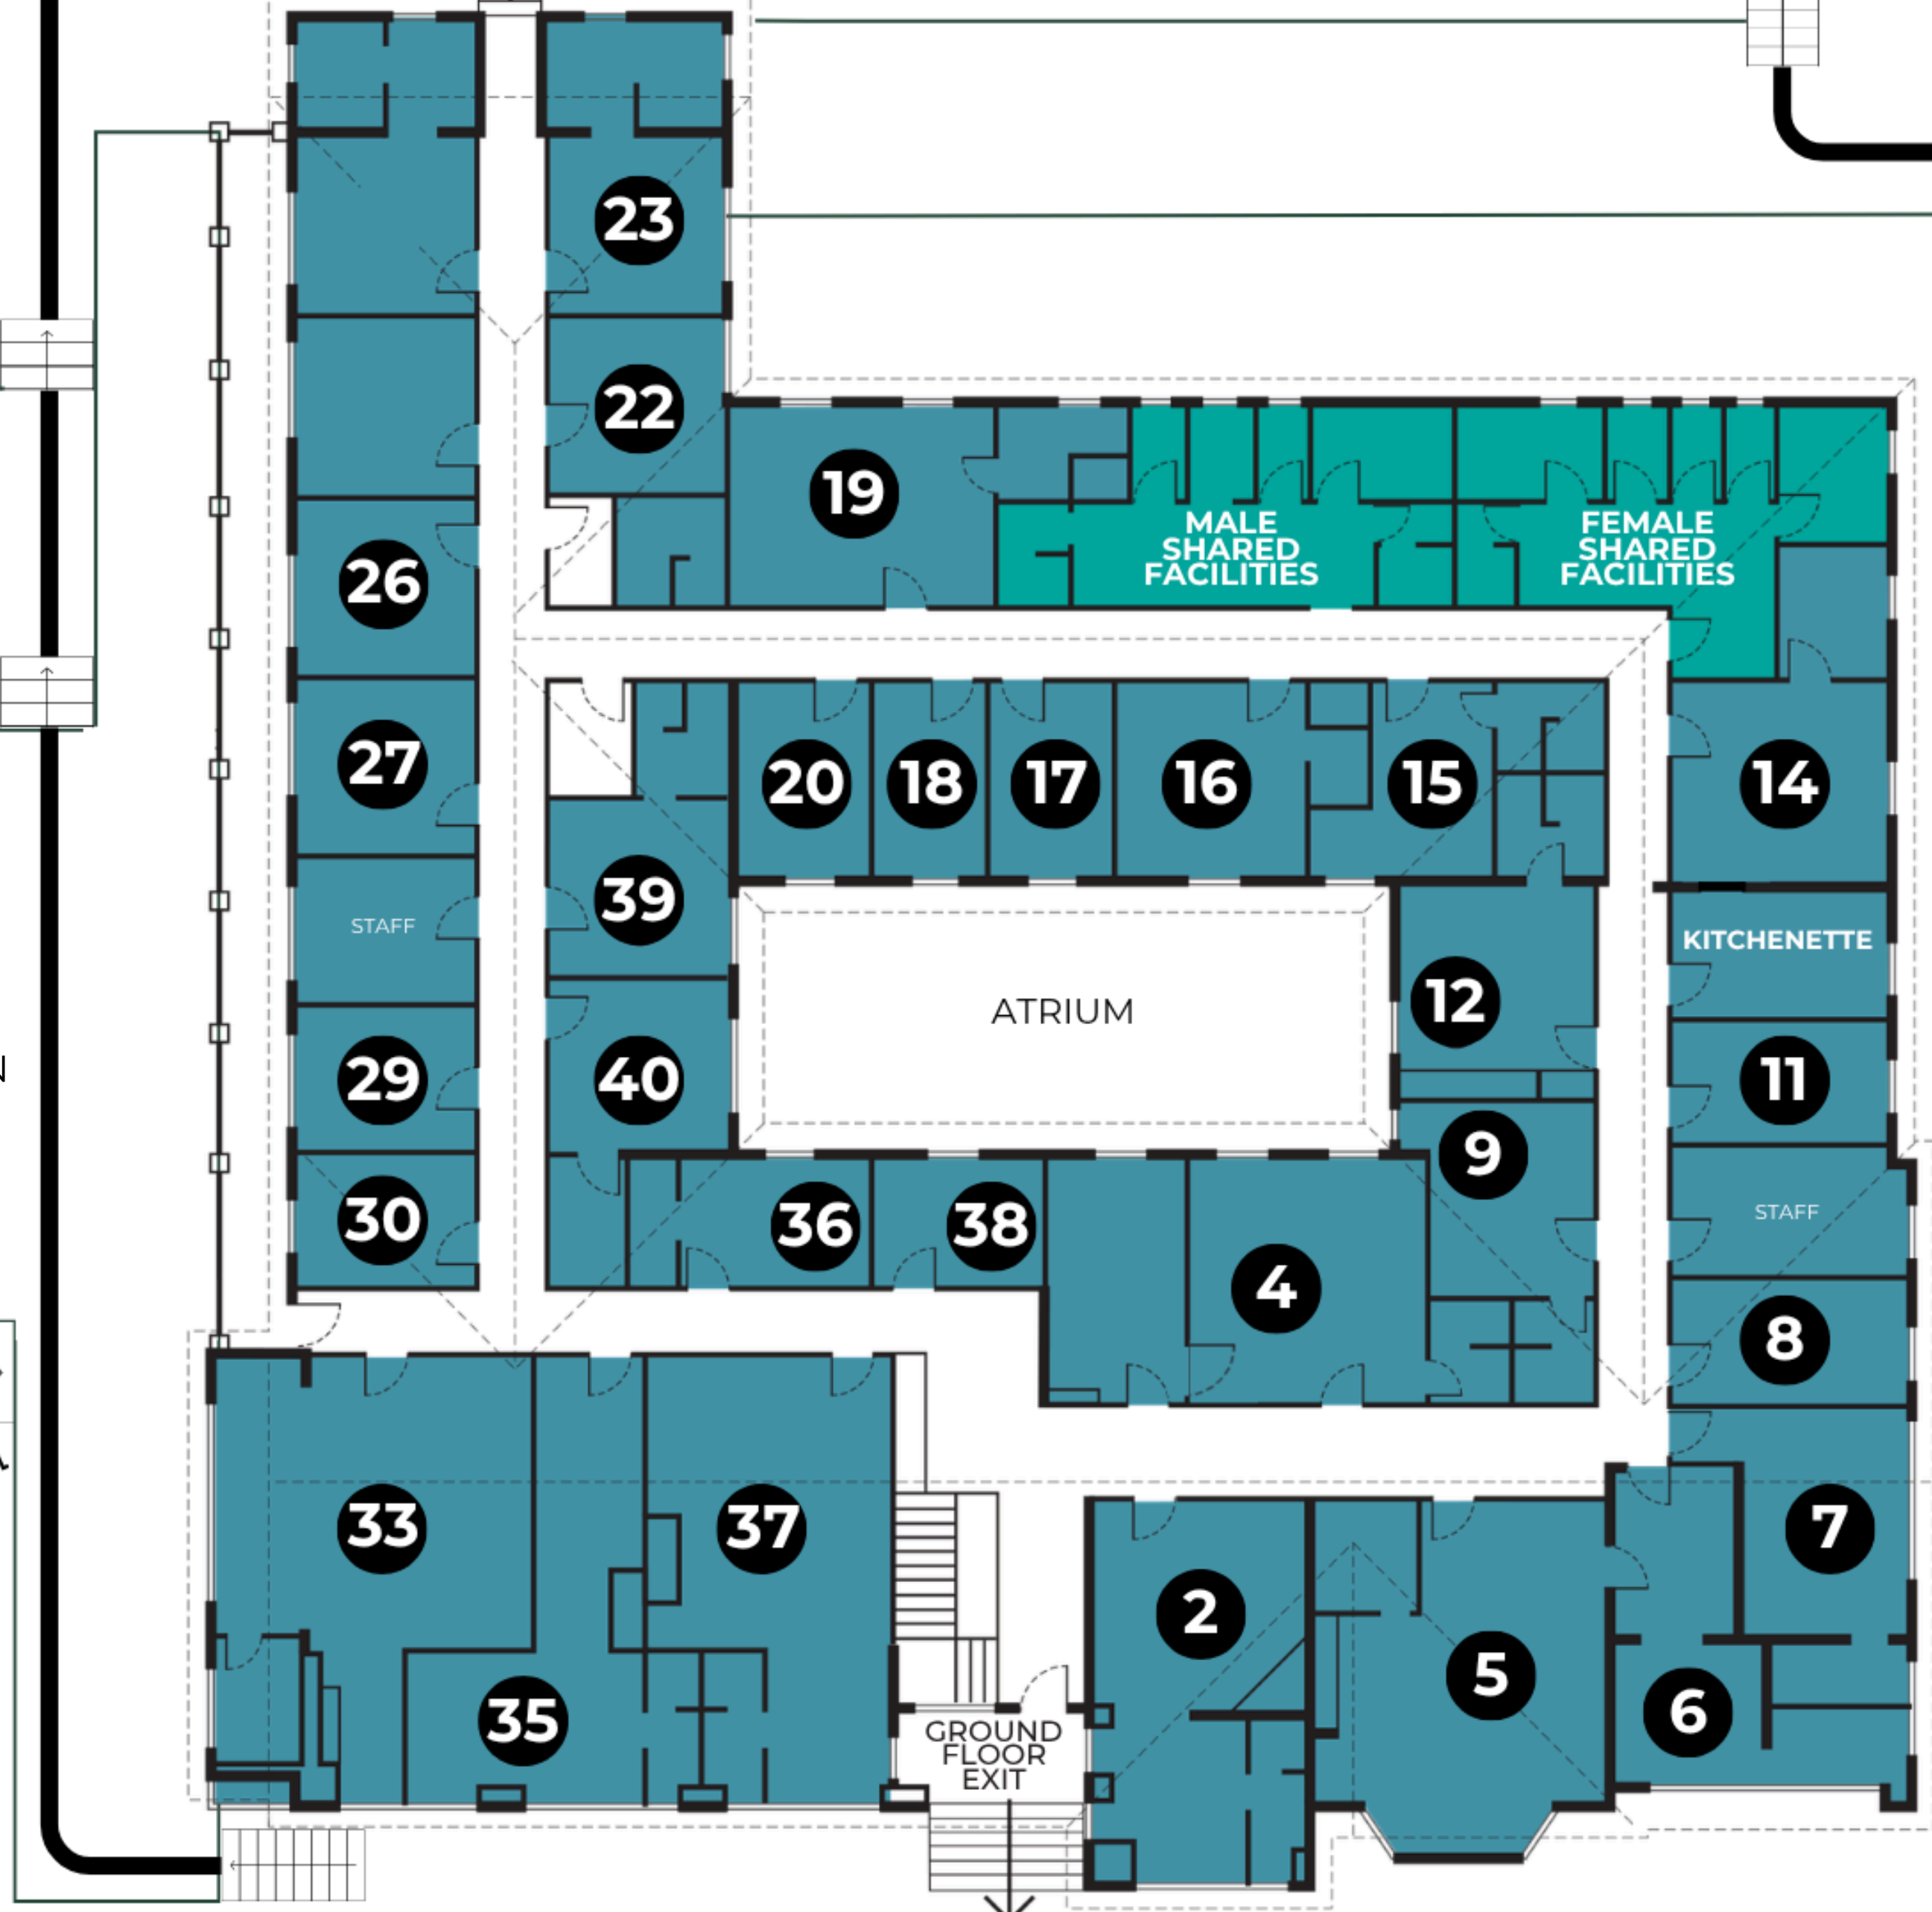 23
22
19
MALE
SHARED
FACILITIES
FEMALE
SHARED
FACILITIES
26
27
20
18
17
16
15
14
39
STAFF
KITCHENETTE
12
ATRIUM
29
40
11
9
30
36
38
4
STAFF
8
33
37
7
2
5
35
6
GROUND
FLOOR
EXIT